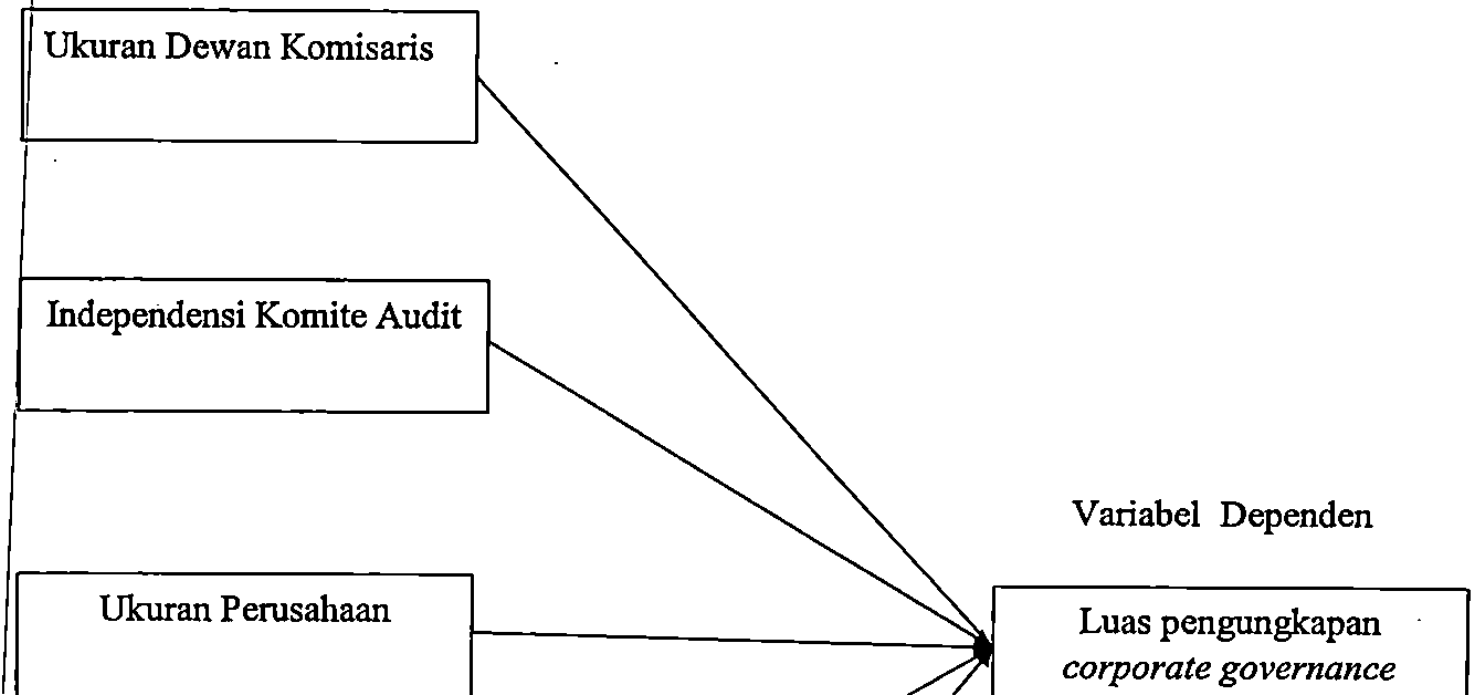 Ukuran Dewan Komisaris
Independensi Komite Audit
Variabel Dependen
Ukuran Perusahaan
Luas pengungkapan
corporate governance